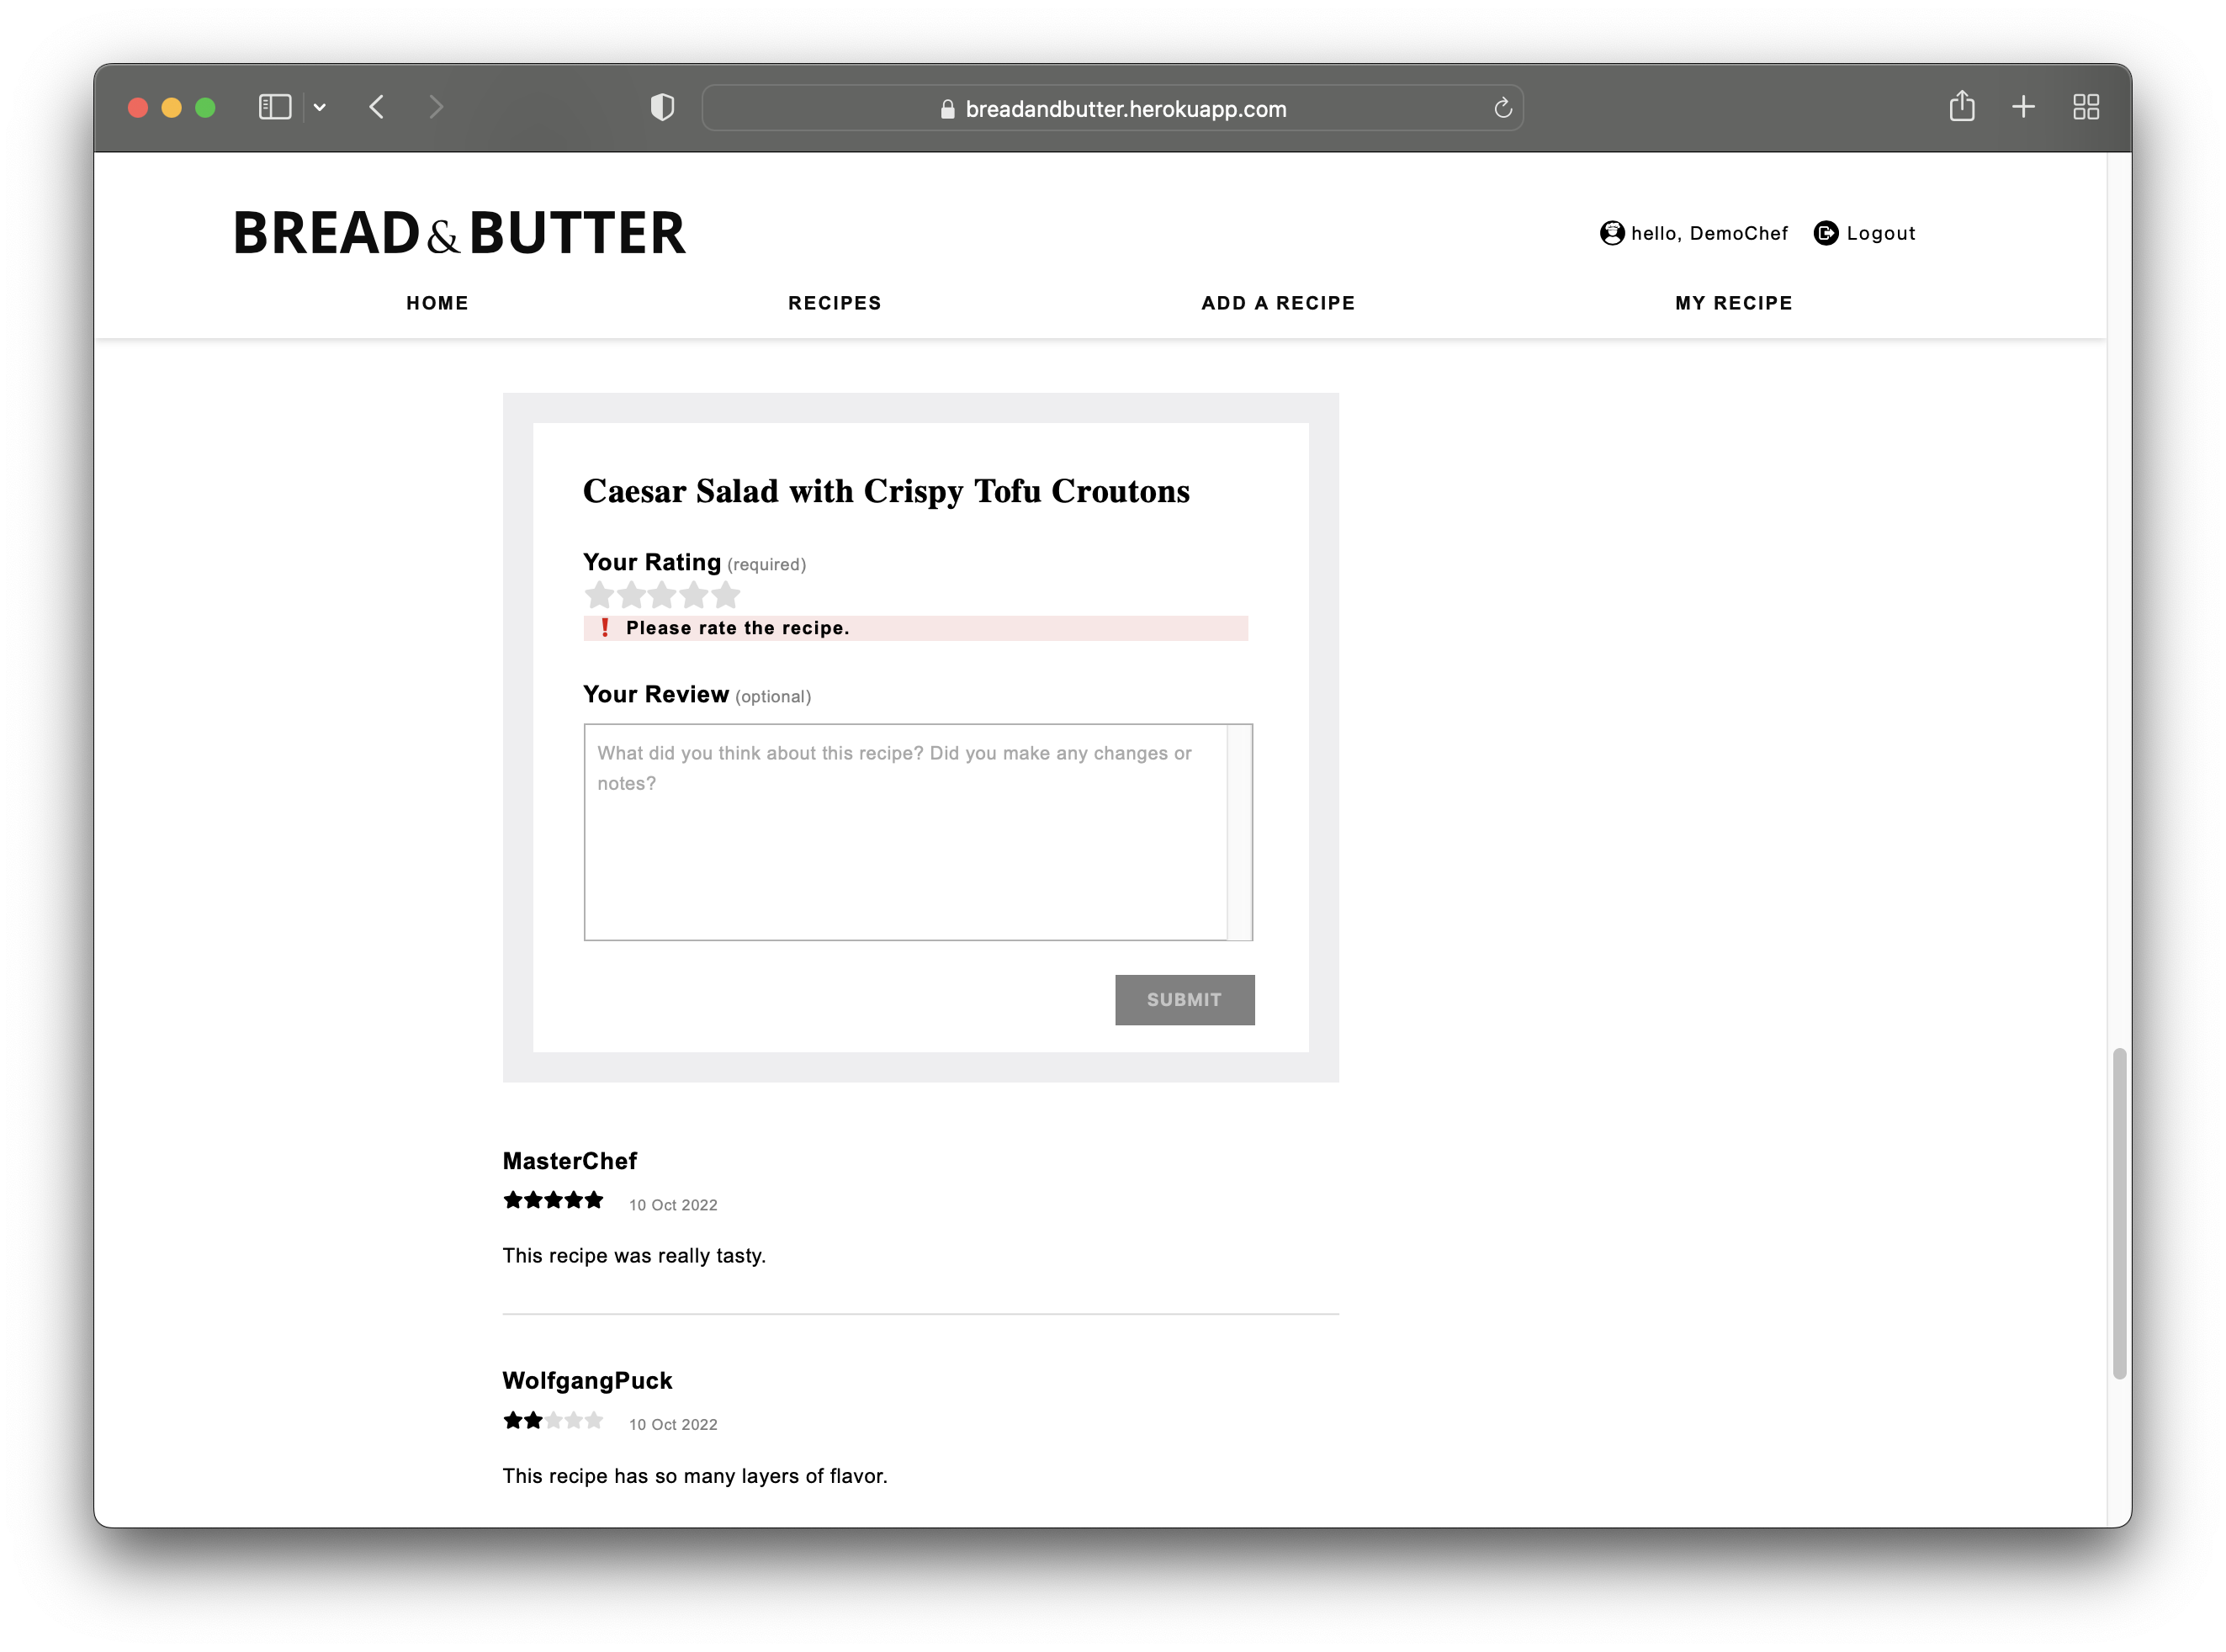 breadandbutter.herokuapp.com
BREAD & BUTTER
hello, DemoChef Logout
HOME RECIPES ADD A RECIPE MY RECIPE
Caesar Salad with Crispy Tofu Croutons
Your Rating (required)
! Please rate the recipe.
Your Review (optional)
What did you think about this recipe? Did you make any changes or
notes?
SUBMIT
MasterChef
10 Oct 2022
This recipe was really tasty.
WolfgangPuck
10 Oct 2022
This recipe has so many layers of flavor.